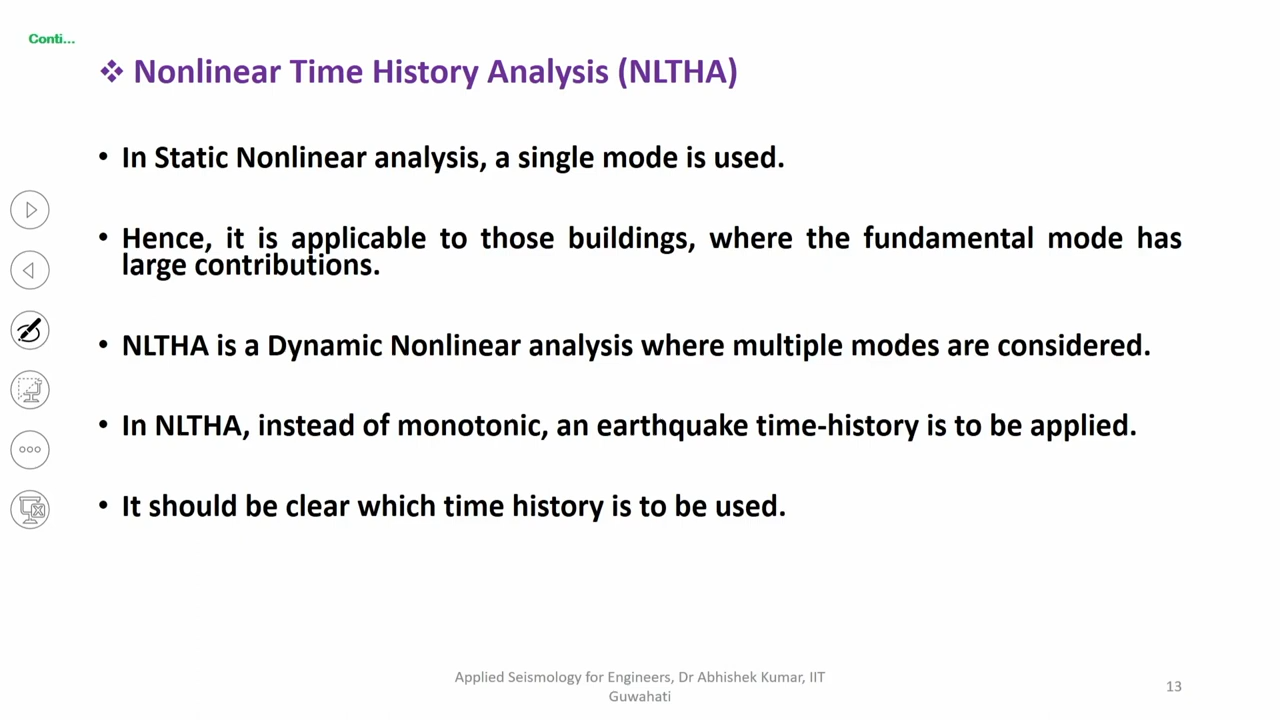 Conti...
❖ Nonlinear Time History Analysis (NLTHA)
• In Static Nonlinear analysis, a single mode is used.
• Hence, it is applicable to those buildings, where the fundamental mode has
large contributions.
• NLTHA is a Dynamic Nonlinear analysis where multiple modes are considered.
• In NLTHA, instead of monotonic, an earthquake time-history is to be applied.
• It should be clear which time history is to be used.
Applied Seismology for Engineers, Dr Abhishek Kumar, IIT
Guwahati
13